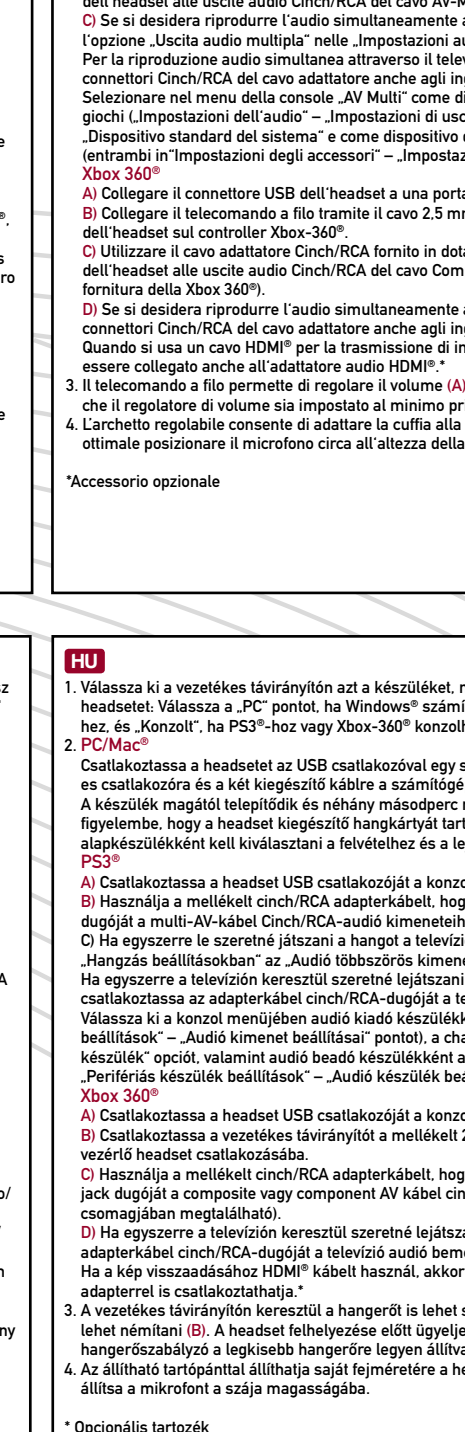 dell'headset alle uscite audio Cinch/RCA del cavo AV-M
C) Se si desidera riprodurre l'audio simultaneamente a
l'opzione „Uscita audio multipla“ nelle „Impostazioni au
Per la riproduzione audio simultanea attraverso il telev
connettori Cinch/RCA del cavo adattatore anche agli ing
Selezionare nel menu della console „AV Multi“ come di
giochi („Impostazioni dell'audio“ – „Impostazioni di usc
„Dispositivo standard del sistema“ e come dispositivo
(entrambi in“Impostazioni degli accessori“ – „Impostaz
Xbox 360®
A) Collegare il connettore USB dell'headset a una porta
B) Collegare il telecomando a filo tramite il cavo 2,5 mm
dell'headset sul controller Xbox-360®.
C) Utilizzare il cavo adattatore Cinch/RCA fornito in dota
dell'headset alle uscite audio Cinch/RCA del cavo Com
fornitura della Xbox 360®).
D) Se si desidera riprodurre l'audio simultaneamente a
connettori Cinch/RCA del cavo adattatore anche agli ing
Quando si usa un cavo HDMI® per la trasmissione di im
essere collegato anche all'adattatore audio HDMI®.*
3. Il telecomando a filo permette di regolare il volume (A)
che il regolatore di volume sia impostato al minimo pri
4. L'archetto regolabile consente di adattare la cuffia alla
ottimale posizionare il microfono circa all'altezza della
*Accessorio opzionale
e
®,
s
ro
e
HU
1. Válassza ki a vezetékes távirányítón azt a készüléket, m
headsetet: Válassza a „PC“ pontot, ha Windows® számí
hez, és „Konzolt“, ha PS3®-hoz vagy Xbox-360® konzolh
2. PC/Mac®
Csatlakoztassa a headsetet az USB csatlakozóval egy s
es csatlakozóra és a két kiegészítő káblre a számítógé
A készülék magától telepítődik és néhány másodperc m
figyelembe, hogy a headset kiegészítő hangkártyát tart
alapkészülékként kell kiválasztani a felvételhez és a le
PS3®
A) Csatlakoztassa a headset USB csatlakozóját a konzo
B) Használja a mellékelt cinch/RCA adapterkábelt, hog
dugóját a multi-AV-kábel Cinch/RCA-audió kimeneteih
C) Ha egyszerre le szeretné játszani a hangot a televízi
„Hangzás beállításokban“ az „Audió többszörös kimene
Ha egyszerre a televízión keresztül szeretné lejátszani
csatlakoztassa az adapterkábel cinch/RCA-dugóját a te
Válassza ki a konzol menüjében audió kiadó készülékk
beállítások“ – „Audió kimenet beállításai“ pontot), a cha
készülék“ opciót, valamint audió beadó készülékként a
„Perifériás készülék beállítások“ – „Audió készülék beá
Xbox 360®
A) Csatlakoztassa a headset USB csatlakozóját a konzo
B) Csatlakoztassa a vezetékes távirányítót a mellékelt 2
vezérlő headset csatlakozásába.
C) Használja a mellékelt cinch/RCA adapterkábelt, hog
jack dugóját a composite vagy component AV kábel cin
csomagjában megtalálható).
D) Ha egyszerre a televízión keresztül szeretné lejátsza
adapterkábel cinch/RCA-dugóját a televízió audió beme
Ha a kép visszaadásához HDMI® kábelt használ, akkor
adapterrel is csatlakoztathatja.*
3. A vezetékes távirányítón keresztül a hangerőt is lehet s
lehet némítani (B). A headset felhelyezése előtt ügyelje
hangerőszabályzó a legkisebb hangerőre legyen állítva
4. Az állítható tartópánttal állíthatja saját fejméretére a he
állítsa a mikrofont a szája magasságába.
* Opcionális tartozék
sz
A
o/
n
ny